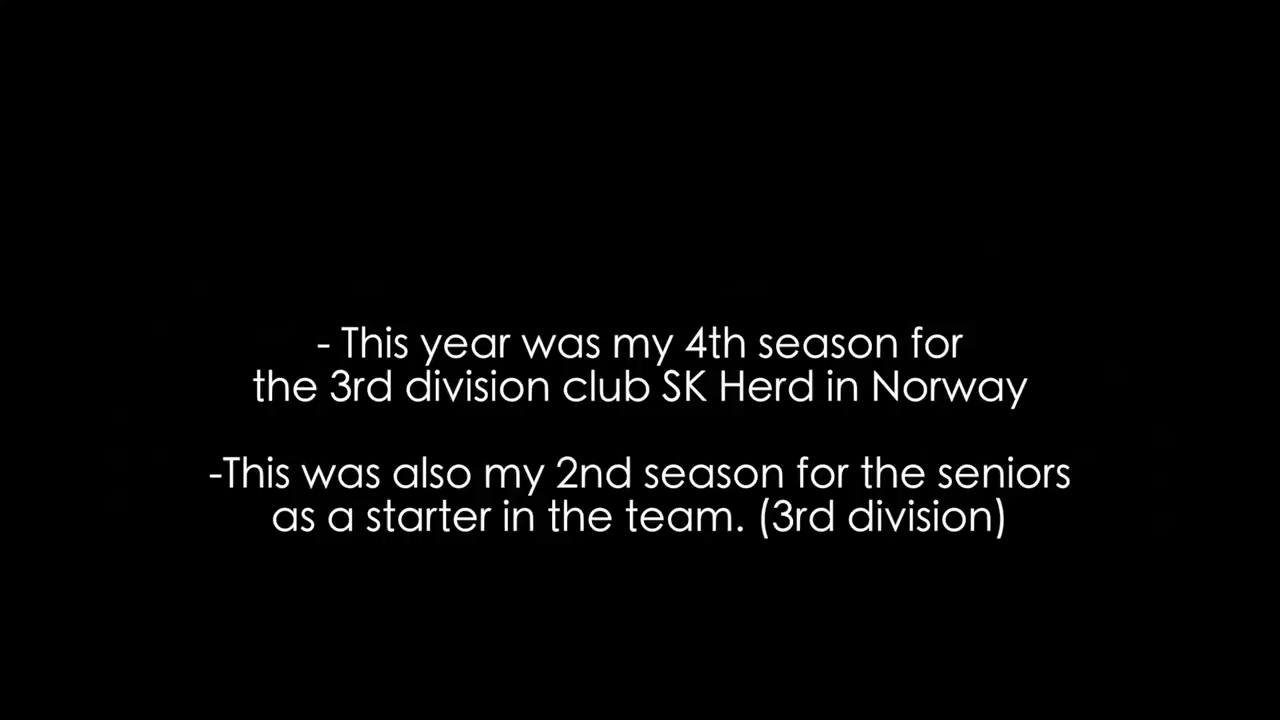 - This year was my 4th season for
the 3rd division club SK Herd in Norway
-This was also my 2nd season for the seniors
as a starter in the team. (3rd division)